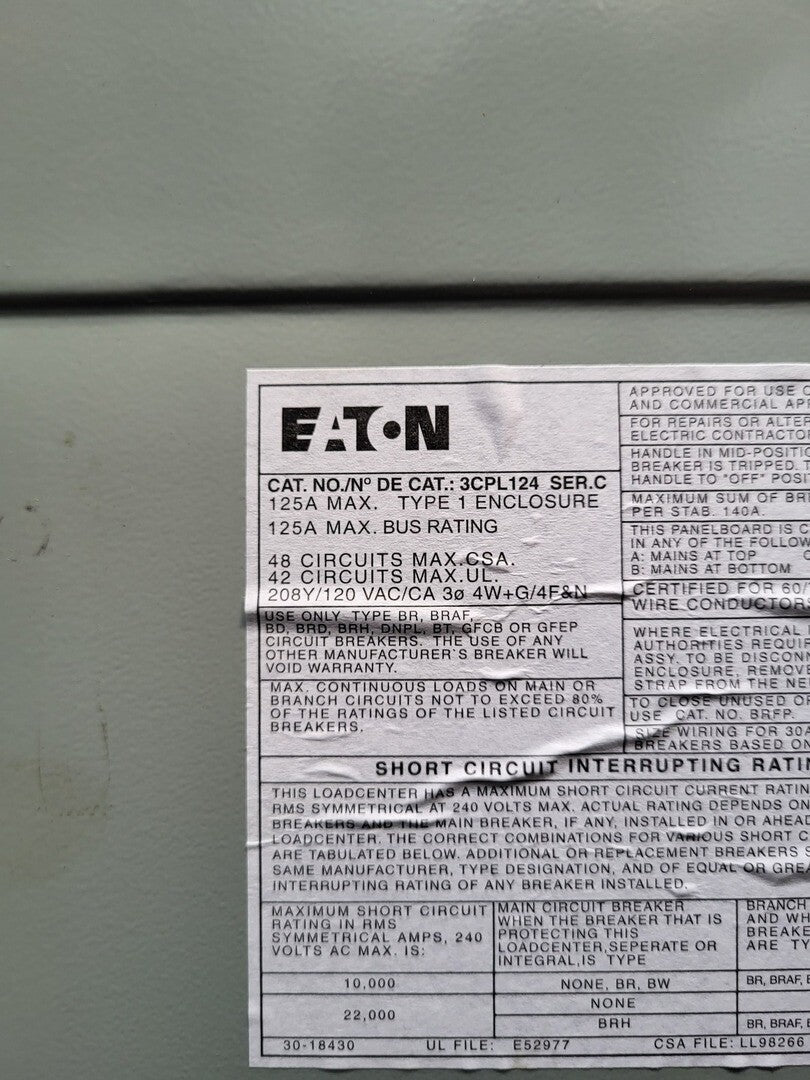 EATON
CAT. NO./Nº DE CAT.: 3CPL124 SER.C
125A MAX. TYPE 1 ENCLOSURE
125A MAX. BUS RATING
48 CIRCUITS MAX.CSA.
42 CIRCUITS MAX.UL.
208Y/120 VAC/CA 3ø 4W+G/4F&N
USE ONLY TYPE BR, BRAF,
BD, BRD, BRH, DNPL, BT, GFCB OR GFEP
CIRCUIT BREAKERS. THE USE OF ANY
OTHER MANUFACTURER'S BREAKER WILL
VOID WARRANTY.
MAX. CONTINUOUS LOADS ON MAIN OR
BRANCH CIRCUITS NOT TO EXCEED 80%
OF THE RATINGS OF THE LISTED CIRCUIT
BREAKERS.
APPROVED FOR USE
AND COMMERCIAL
FOR REPAIRS OR
ELECTRIC
HANDLE IN
BREAKER IS TRIPPED.
HANDLE TO "OFF"
MAXIMUM SUM OF
PER STAB. 140A.
THIS PANELBOARD IS
IN ANY OF THE
A: MAINS AT TOP
B: MAINS AT BOTTOM
CERTIFIED FOR
WIRE CONDUCTORS
WHERE ELECTRICAL
AUTHORITIES
ASSY. TO BE
ENCLOSURE,
STRAP FROM THE
TO CLOSE UNUSED
USE CAT. NO. BRFP.
SIZE WIRING FOR 30A
BREAKERS BASED ON
SHORT CIRCUIT INTERRUPTING
THIS LOADCENTER HAS A MAXIMUM SHORT CIRCUIT CURRENT
RMS SYMMETRICAL AT 240 VOLTS MAX. ACTUAL RATING DEPENDS ON
BREAKERS AND THE MAIN BREAKER, IF ANY, INSTALLED IN OR
LOADCENTER. THE CORRECT COMBINATIONS FOR VARIOUS SHORT
ARE TABULATED BELOW. ADDITIONAL OR REPLACEMENT BREAKERS
SAME MANUFACTURER, TYPE DESIGNATION, AND OF EQUAL OR
INTERRUPTING RATING OF ANY BREAKER INSTALLED.
MAXIMUM SHORT CIRCUIT
RATING IN RMS
SYMMETRICAL AMPS, 240
VOLTS AC MAX. IS:
MAIN CIRCUIT BREAKER
WHEN THE BREAKER THAT IS
PROTECTING THIS
LOADCENTER,SEPERATE OR
INTEGRAL,IS TYPE
BRANCH
AND
ARE
10,000 NONE, BR, BW BR, BRAF,
22,000 NONE
BRH BR, BRAF,
30-18430 UL FILE: E52977 CSA FILE: LL98266